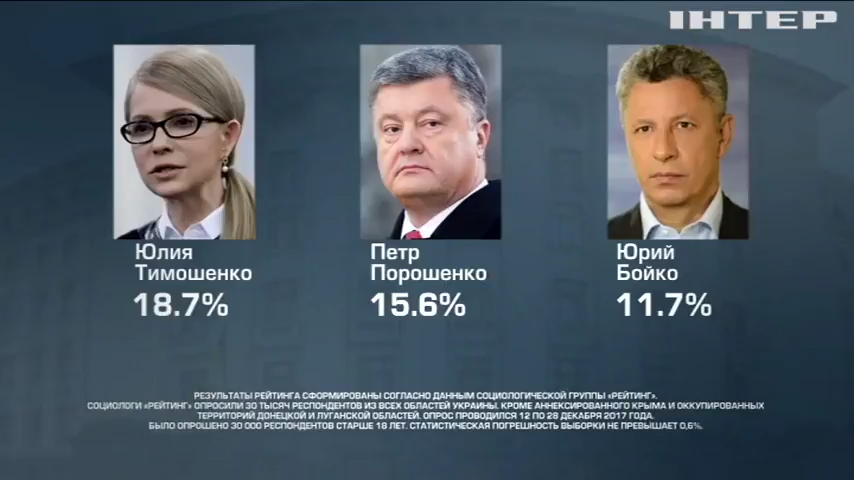 ІНТЕР
Юлия
Тимошенко
18.7%
Петр
Порошенко
15.6%
Юрий
Бойко
11.7%
РЕЗУЛЬТАТЫ РЕЙТИНГА СФОРМИРОВАНЫ СОГЛАСНО ДАННЫМ СОЦИОЛОГИЧЕСКОЙ ГРУППЫ «РЕЙТИНГ».
СОЦИОЛОГИ «РЕЙТИНГ» ОПРОСИЛИ 30 ТЫСЯЧ РЕСПОНДЕНТОВ ИЗ ВСЕХ ОБЛАСТЕЙ УКРАИНЫ. КРОМЕ АННЕКСИРОВАННОГО КРЫМА И ОККУПИРОВАННЫХ
ТЕРРИТОРИЙ ДОНЕЦКОЙ И ЛУГАНСКОЙ ОБЛАСТЕЙ. ОПРОС ПРОВОДИЛСЯ 12 ПО 28 ДЕКАБРЯ 2017 ГОДА.
БЫЛО ОПРОШЕНО 30 000 РЕСПОНДЕНТОВ СТАРШЕ 18 ЛЕТ. СТАТИСТИЧЕСКАЯ ПОГРЕШНОСТЬ ВЫБОРКИ НЕ ПРЕВЫШАЕТ 0,6%.